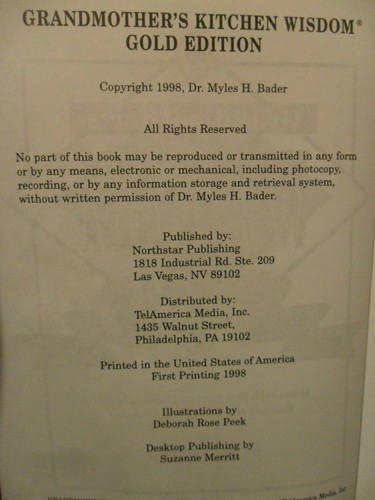 GRANDMOTHER'S KITCHEN WISDOM®
GOLD EDITION
Copyright 1998, Dr. Myles H. Bader
All Rights Reserved
No part of this book may be reproduced or transmitted in any form
or by any means, electronic or mechanical, including photocopy,
recording, or by any information storage and retrieval system,
without written permission of Dr. Myles H. Bader.
Published by:
Northstar Publishing
1818 Industrial Rd. Ste. 209
Las Vegas, NV 89102
Distributed by:
TelAmerica Media, Inc.
1435 Walnut Street,
Philadelphia, PA 19102
Printed in the United States of America
First Printing 1998
Illustrations by
Deborah Rose Peek
Desktop Publishing by
Suzanne Merritt
Media, Inc